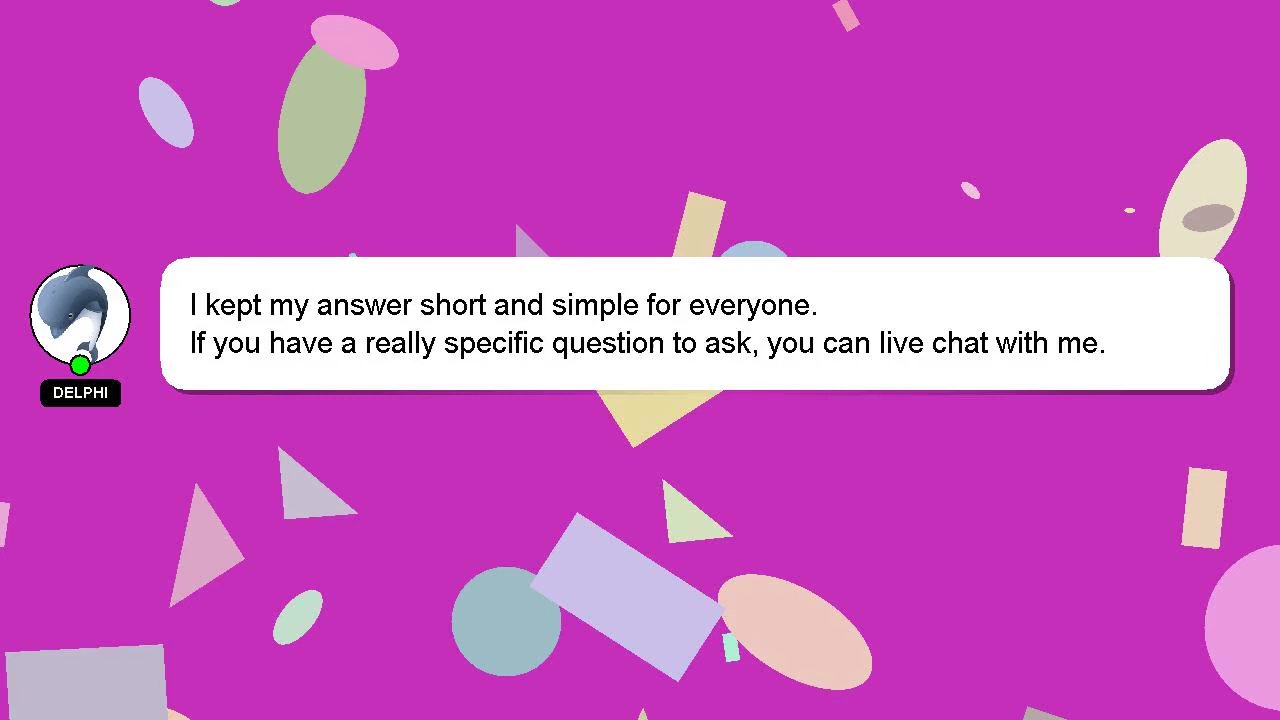 I kept my answer short and simple for everyone.
If you have a really specific question to ask, you can live chat with me.
DELPHI